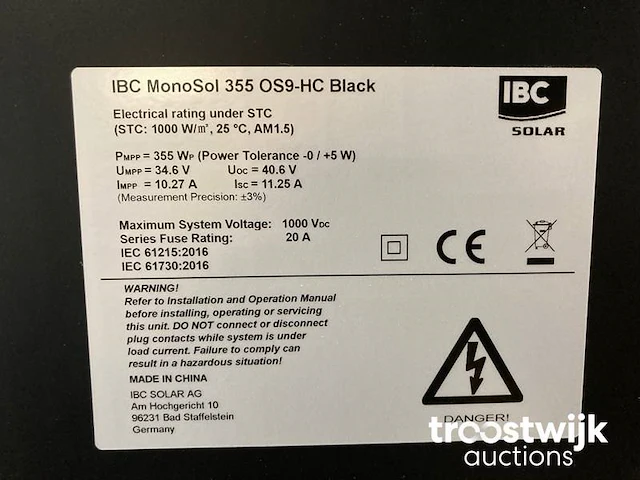 IBC MonoSol 355 OS9-HC Black
IBC
SOLAR
Electrical rating under STC
(STC: 1000 W/m², 25 °C, AM1.5)
PMPP = 355 WP (Power Tolerance -0 / +5 W)
UMPP = 34.6 V UOC = 40.6 V
IMPP = 10.27 A ISC = 11.25 A
(Measurement Precision: ±3%)
Maximum System Voltage: 1000 VDC
Series Fuse Rating: 20 A
IEC 61215:2016
IEC 61730:2016
CE
WARNING!
Refer to Installation and Operation Manual
before installing, operating or servicing
this unit. DO NOT connect or disconnect
plug contacts while system is under
load current. Failure to comply can
result in a hazardous situation!
MADE IN CHINA
IBC SOLAR AG
Am Hochgericht 10
96231 Bad Staffelstein
Germany
DANGER!
troostwijk
auctions